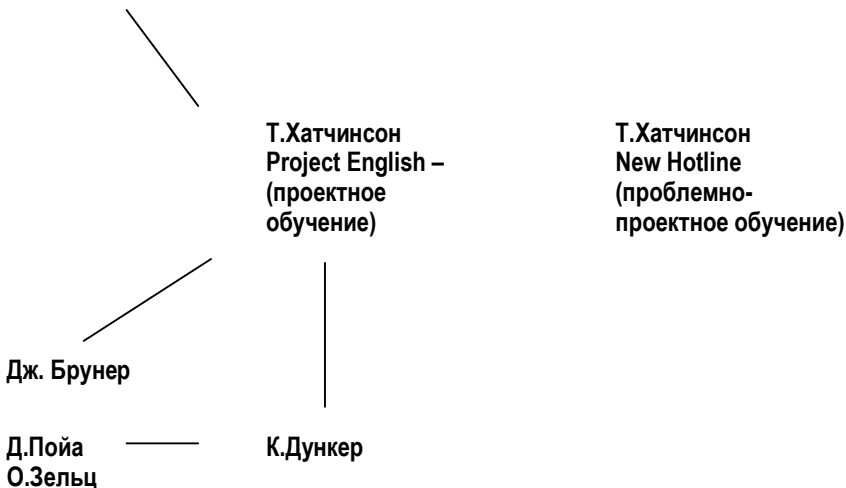 Т.Хатчинсон
Project English –
(проектное
обучение)
Т.Хатчинсон
New Hotline
(проблемно-
проектное обучение)
Дж. Брунер
Д.Пойа
О.Зельц
К.Дункер